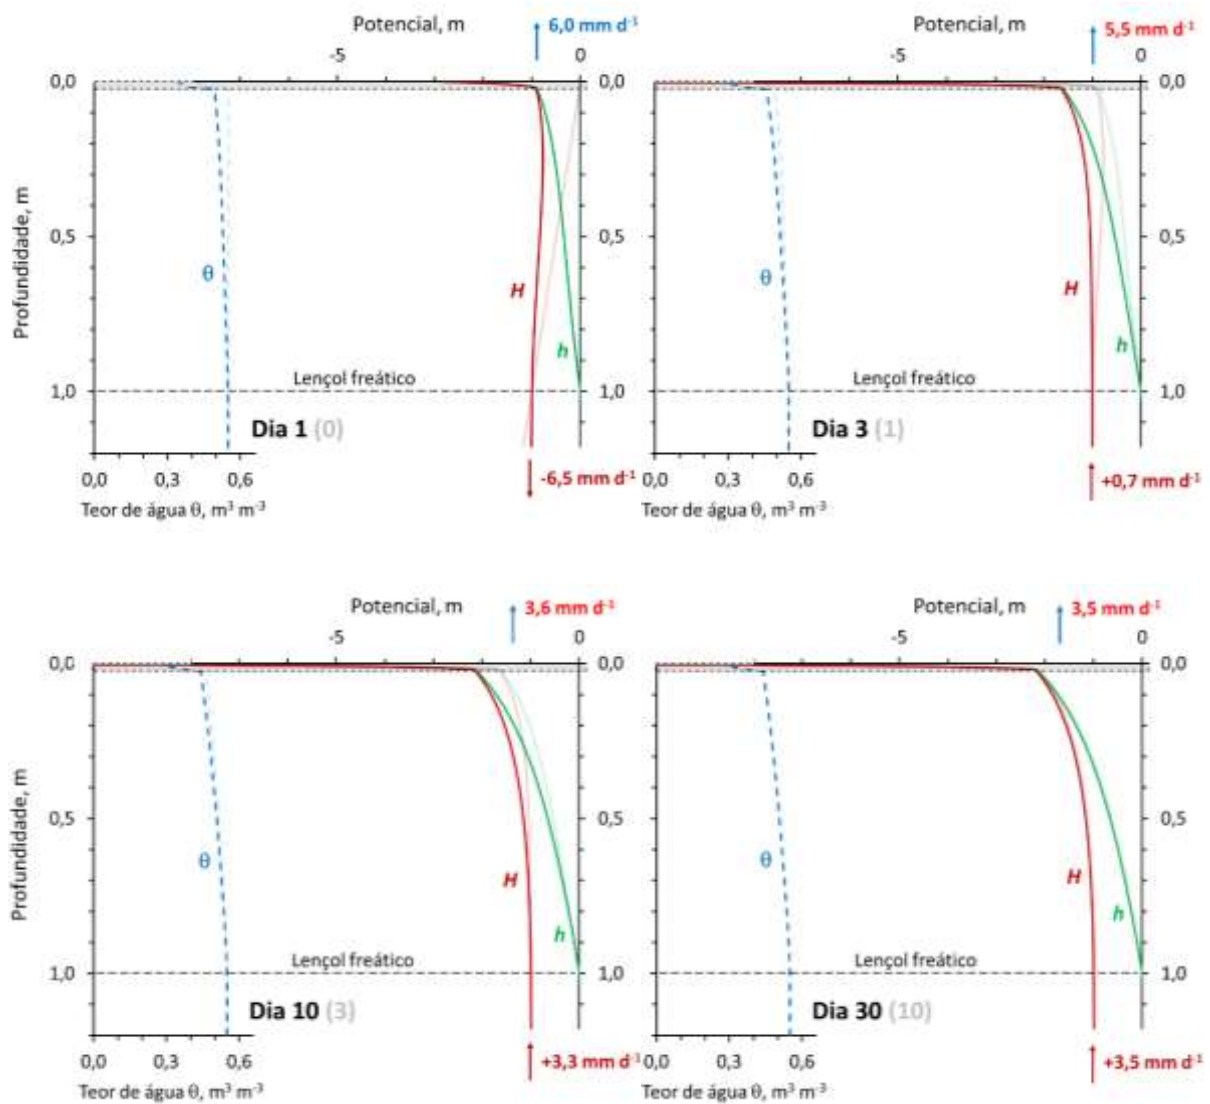 Potencial, m
6,0 mm d⁻¹
-5 0
0,0 0,0
0,5 0,5
1,0 1,0
Profundidade, m
θ
H
h
Lençol freático
Dia 1 (0)
-6,5 mm d⁻¹
0,0 0,3 0,6
Teor de água θ, m³ m⁻³
Potencial, m
5,5 mm d⁻¹
-5 0
0,0 0,0
0,5 0,5
1,0 1,0
θ
H
h
Lençol freático
Dia 3 (1)
+0,7 mm d⁻¹
0,0 0,3 0,6
Teor de água θ, m³ m⁻³
Potencial, m
3,6 mm d⁻¹
-5 0
0,0 0,0
0,5 0,5
1,0 1,0
Profundidade, m
θ
H
h
Lençol freático
Dia 10 (3)
+3,3 mm d⁻¹
0,0 0,3 0,6
Teor de água θ, m³ m⁻³
Potencial, m
3,5 mm d⁻¹
-5 0
0,0 0,0
0,5 0,5
1,0 1,0
θ
H
h
Lençol freático
Dia 30 (10)
+3,5 mm d⁻¹
0,0 0,3 0,6
Teor de água θ, m³ m⁻³